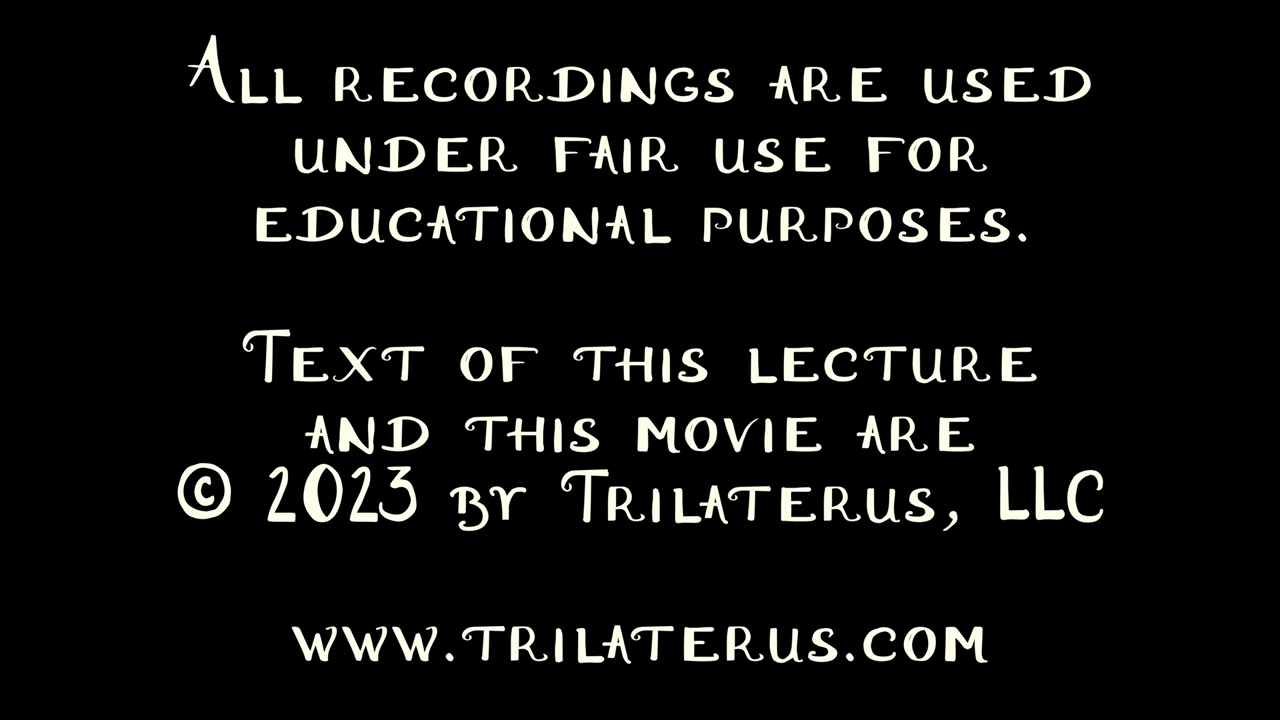 All recordings are used
under fair use for
educational purposes.
Text of this lecture
and this movie are
© 2023 by Trilaterus, LLC
www.trilaterus.com